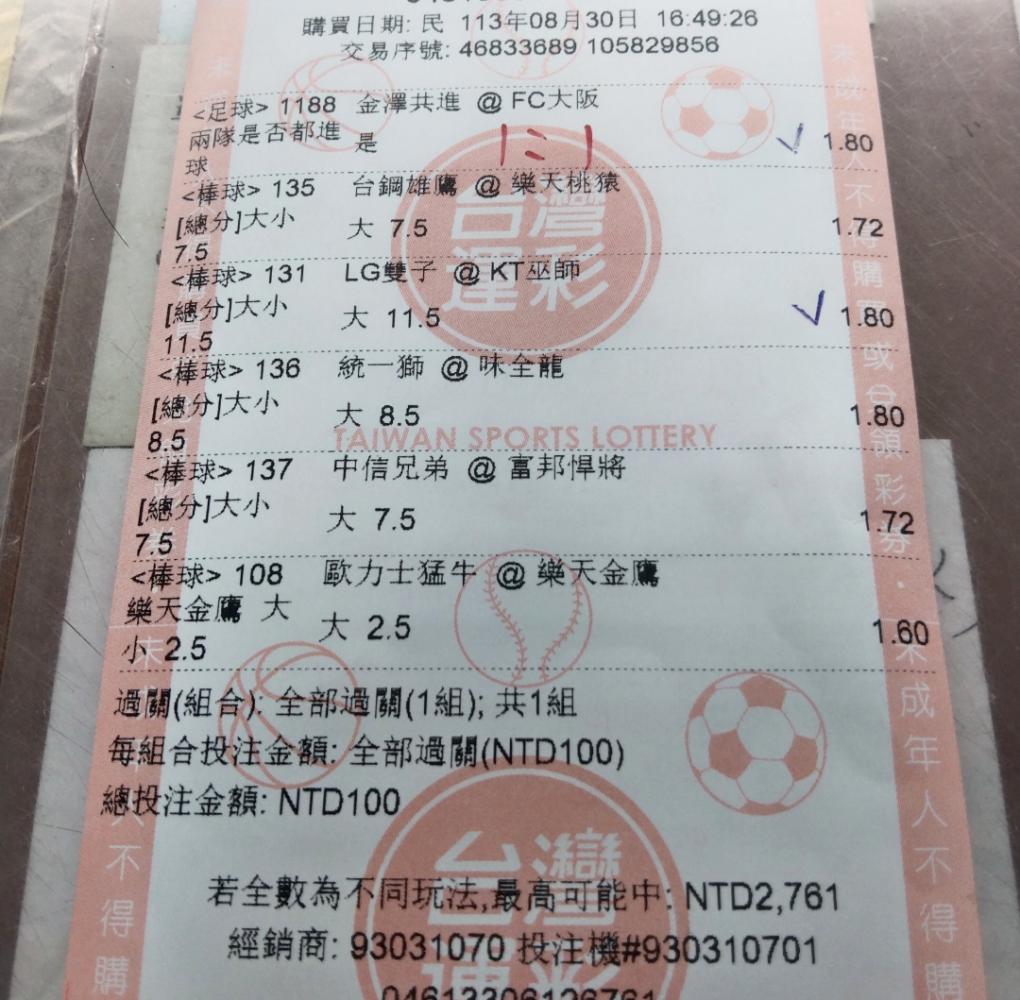 購買日期: 民 113年08月30日 16:49:26
交易序號: 46833689 105829856
<足球> 1188 金澤共進 @ FC大阪
兩隊是否都進 是 1:1 ✓ 1.80
球
<棒球> 135 台鋼雄鷹 @ 樂天桃猿
[總分]大小 大 7.5 1.72
7.5
<棒球> 131 LG雙子 @ KT巫師
[總分]大小 大 11.5 ✓ 1.80
11.5
<棒球> 136 統一獅 @ 味全龍
[總分]大小 大 8.5 1.80
8.5
TAIWAN SPORTS LOTTERY
<棒球> 137 中信兄弟 @ 富邦悍將
[總分]大小 大 7.5 1.72
7.5
<棒球> 108 歐力士猛牛 @ 樂天金鷹
樂天金鷹 大 大 2.5 1.60
小 2.5
過關(組合): 全部過關(1組); 共1組
每組合投注金額: 全部過關(NTD100)
總投注金額: NTD100
若全數為不同玩法,最高可能中: NTD2,761
經銷商: 93031070 投注機#930310701
台灣
運彩
台灣
運彩
未成年人不得購買或合領彩券·未成年人不得購